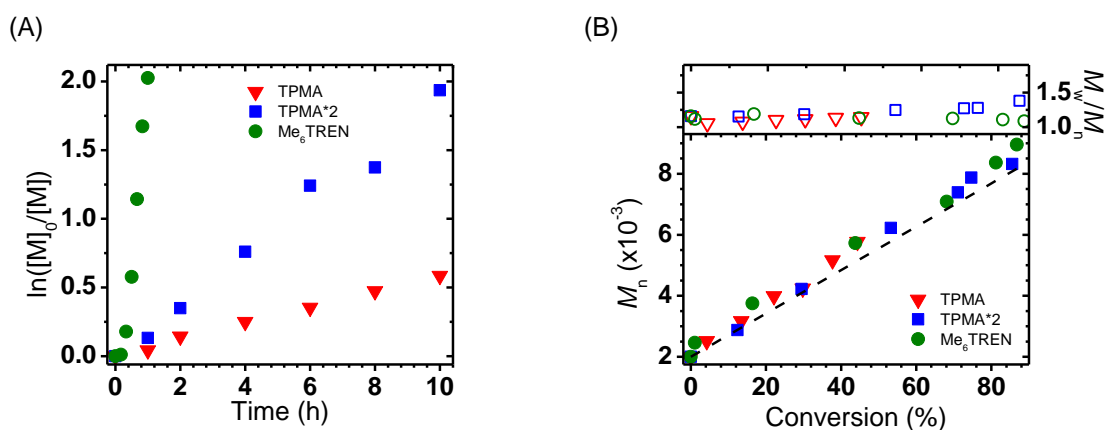 (A)
(B)
ln([M]₀/[M])
2.0
1.5
1.0
0.5
0.0
TPMA
TPMA*2
Me₆TREN
0 2 4 6 8 10
Time (h)
1.5
1.0
M_w/M_n
Mₙ (x10⁻³)
8
6
4
2
TPMA
TPMA*2
Me₆TREN
0 20 40 60 80
Conversion (%)